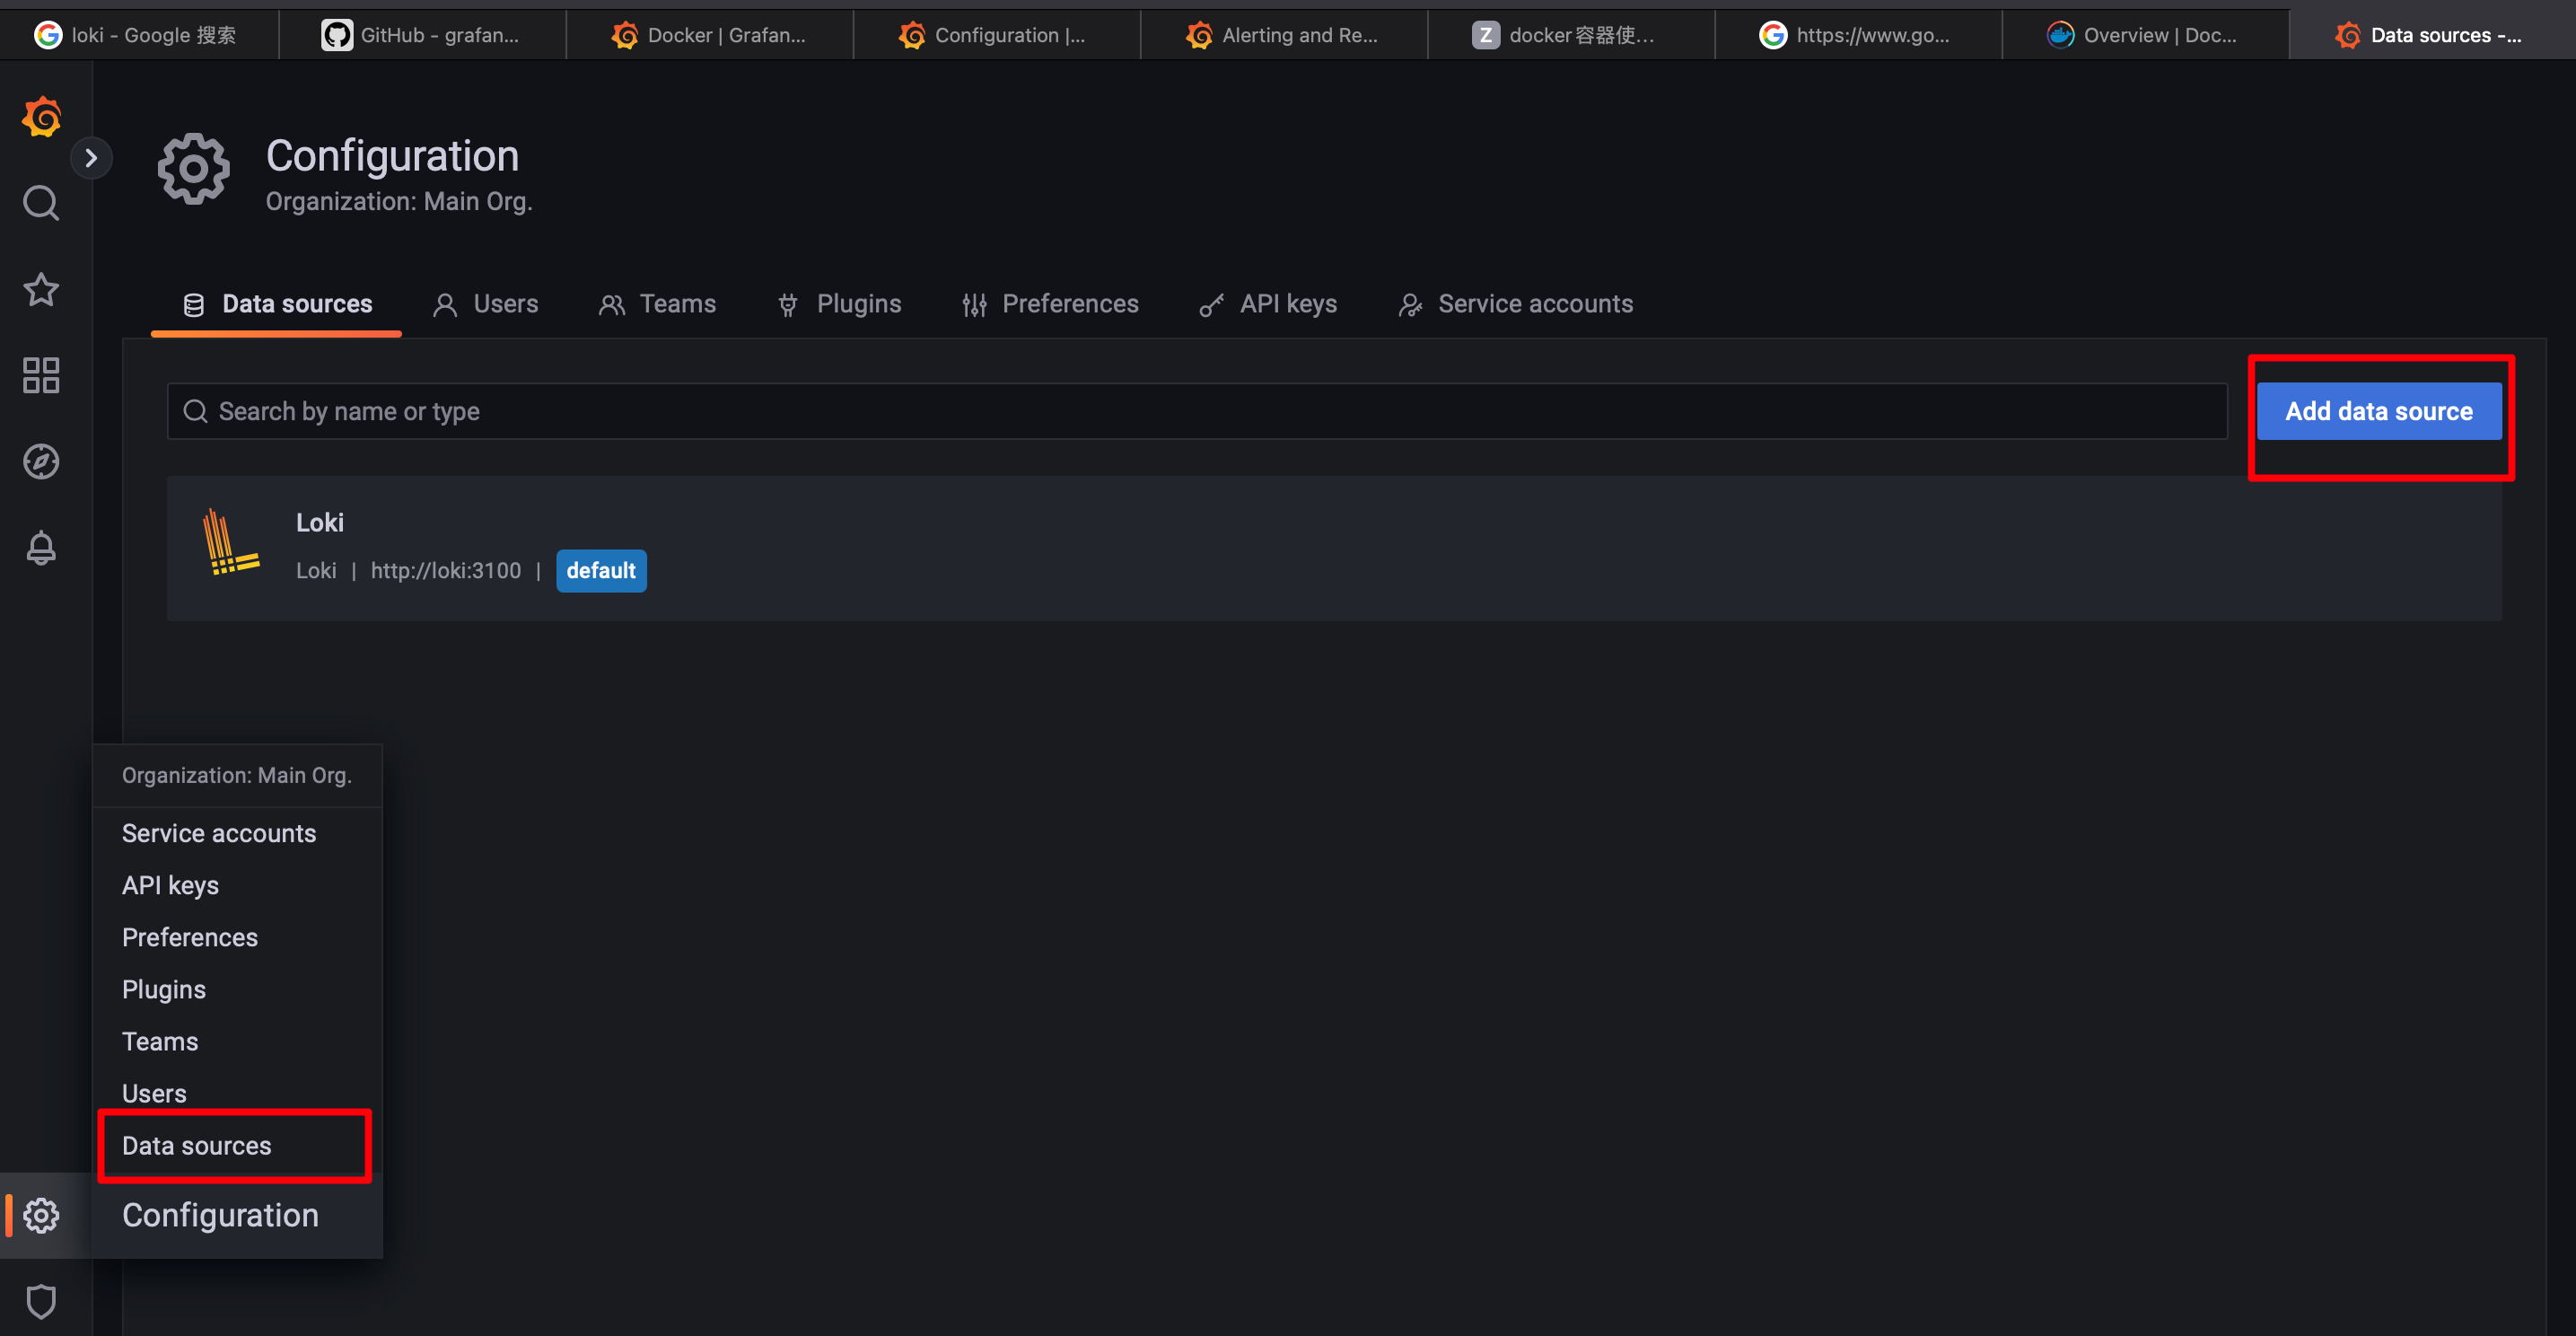 loki - Google 搜索
GitHub - grafan...
Docker | Grafan...
Configuration |...
Alerting and Re...
Z
docker容器使...
https://www.go...
Overview | Doc...
Data sources -...
Configuration
Organization: Main Org.
Data sources
Users
Teams
Plugins
Preferences
API keys
Service accounts
Search by name or type
Add data source
Loki
Loki | http://loki:3100 | default
Organization: Main Org.
Service accounts
API keys
Preferences
Plugins
Teams
Users
Data sources
Configuration